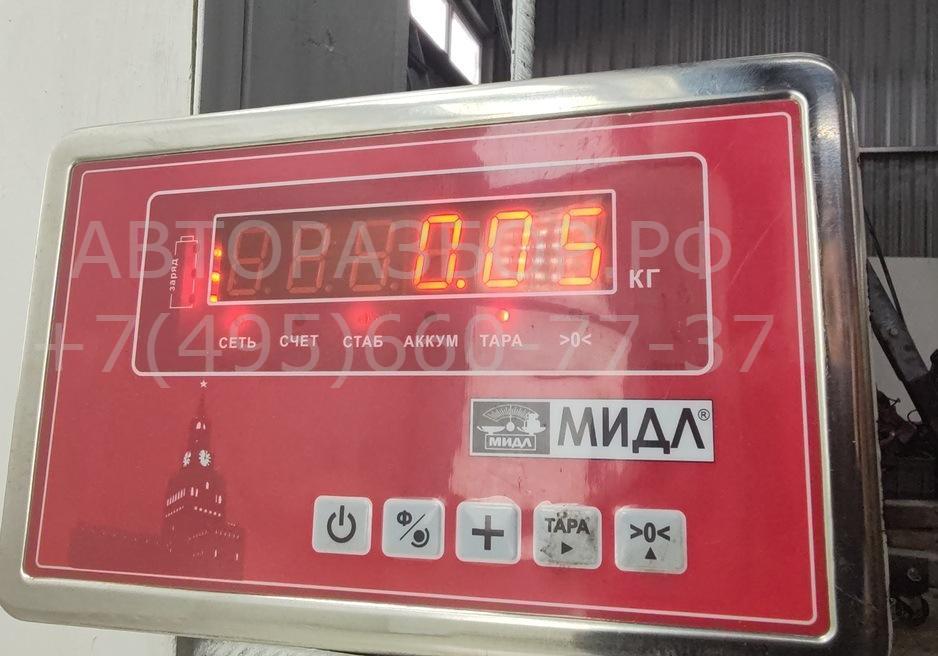 АВТОРАЗБОР.РФ
+7(495)660-77-37
заряд
0.05
КГ
СЕТЬ СЧЕТ СТАБ АККУМ ТАРА >0<
МИДЛ
МИДЛ®
Ф
ТАРА
>0<